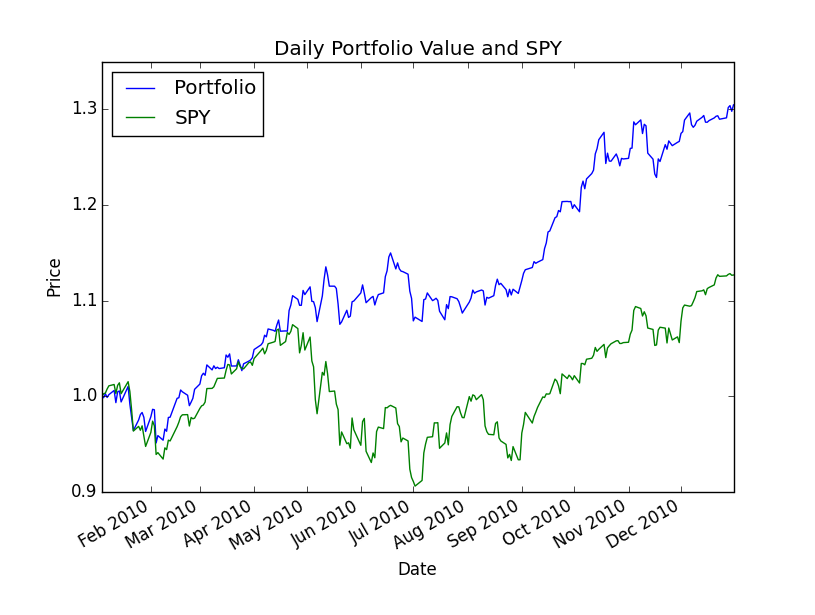 Daily Portfolio Value and SPY
Portfolio
SPY
1.3
1.2
1.1
1.0
0.9
Price
Feb 2010
Mar 2010
Apr 2010
May 2010
Jun 2010
Jul 2010
Aug 2010
Sep 2010
Oct 2010
Nov 2010
Dec 2010
Date